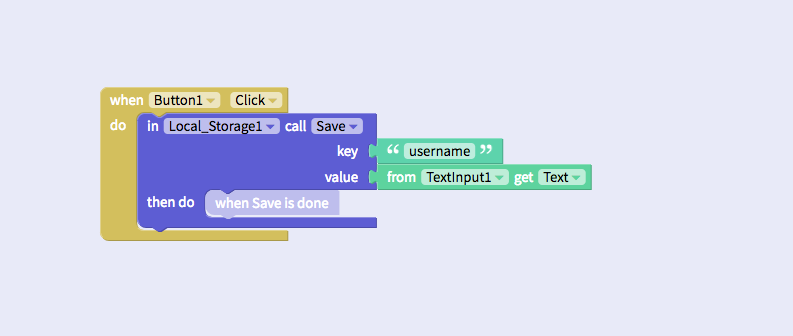 when Button1 Click
do in Local_Storage1 call Save
key “ username ”
value from TextInput1 get Text
then do when Save is done